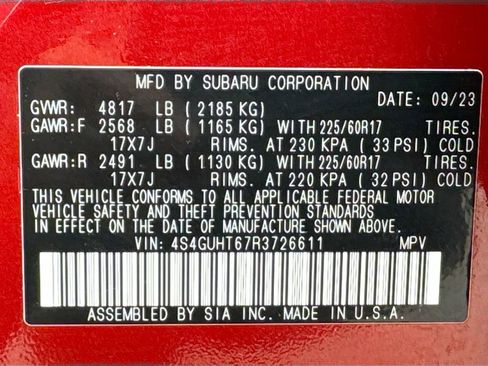 MFD BY SUBARU CORPORATION
DATE: 09/23
GVWR: 4817 LB (2185 KG)
GAWR:F 2568 LB (1165 KG) WITH 225/60R17 TIRES.
17X7J RIMS. AT 230 KPA (33 PSI) COLD
GAWR:R 2491 LB (1130 KG) WITH 225/60R17 TIRES.
17X7J RIMS. AT 220 KPA (32 PSI) COLD
THIS VEHICLE CONFORMS TO ALL APPLICABLE FEDERAL MOTOR
VEHICLE SAFETY AND THEFT PREVENTION STANDARDS
IN EFFECT ON THE DATE OF MANUFACTURE SHOWN ABOVE.
VIN: 4S4GUHT67R3726611 MPV
ASSEMBLED BY SIA INC. MADE IN U.S.A.